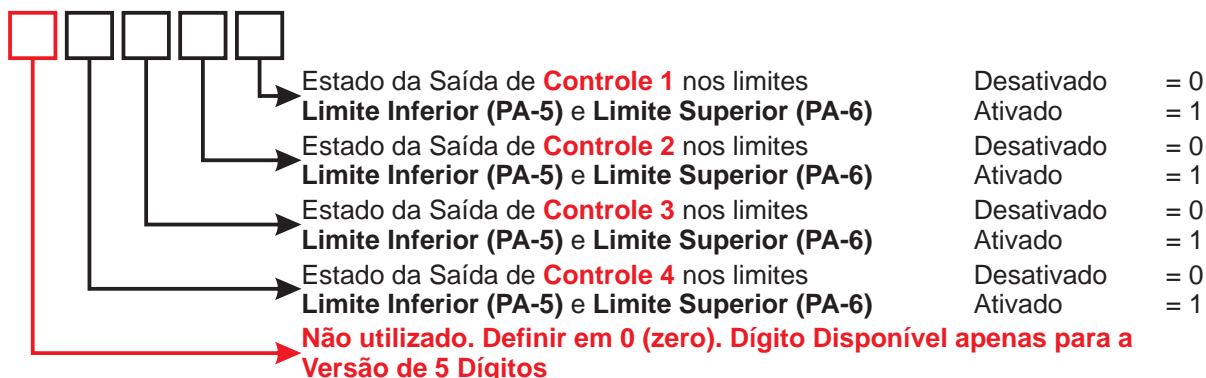 Estado da Saída de Controle 1 nos limites Desativado = 0
Limite Inferior (PA-5) e Limite Superior (PA-6) Ativado = 1
Estado da Saída de Controle 2 nos limites Desativado = 0
Limite Inferior (PA-5) e Limite Superior (PA-6) Ativado = 1
Estado da Saída de Controle 3 nos limites Desativado = 0
Limite Inferior (PA-5) e Limite Superior (PA-6) Ativado = 1
Estado da Saída de Controle 4 nos limites Desativado = 0
Limite Inferior (PA-5) e Limite Superior (PA-6) Ativado = 1
Não utilizado. Definir em 0 (zero). Dígito Disponível apenas para a
Versão de 5 Dígitos